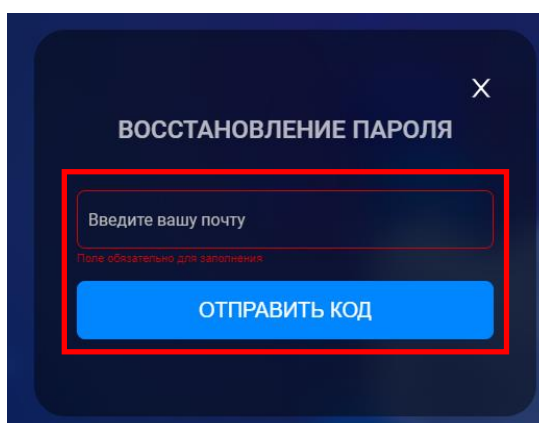 X
ВОССТАНОВЛЕНИЕ ПАРОЛЯ
Введите вашу почту
Поле обязательно для заполнения
ОТПРАВИТЬ КОД